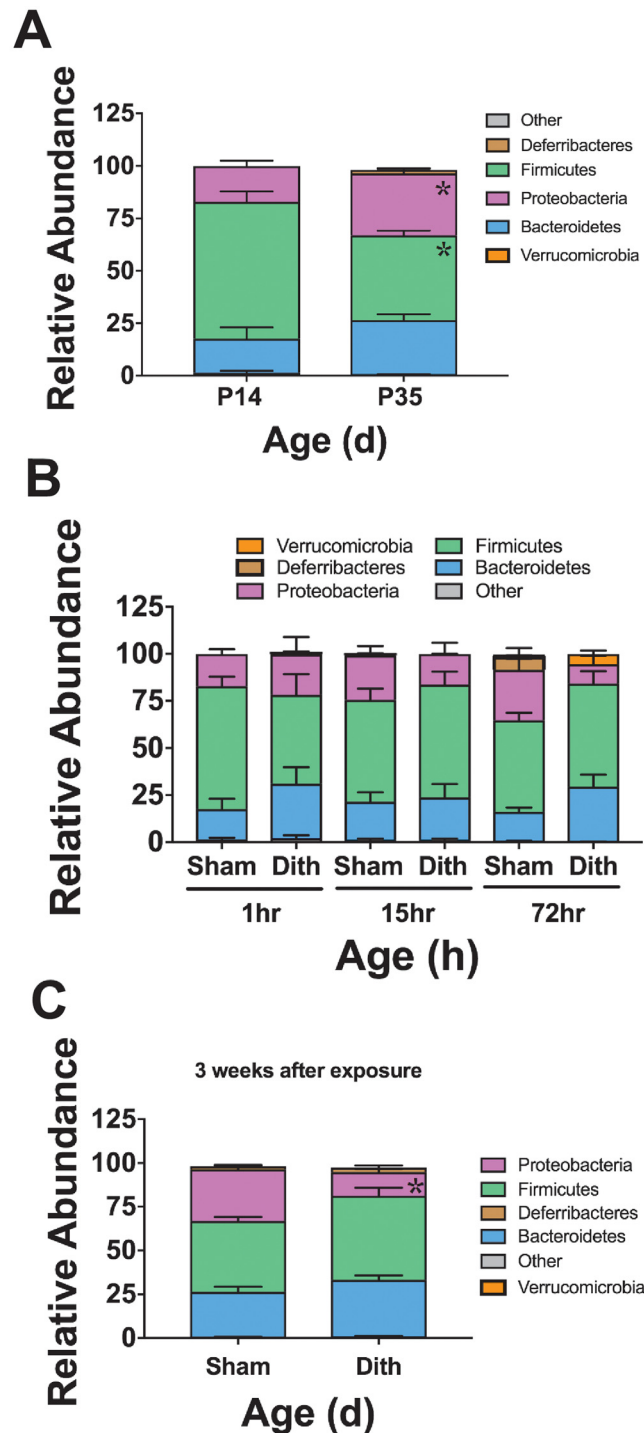 A
Relative Abundance
125
100
75
50
25
0
P14 P35
Age (d)
Other
Deferribacteres
Firmicutes
Proteobacteria
Bacteroidetes
Verrucomicrobia
*
*
B
Verrucomicrobia Firmicutes
Deferribacteres Bacteroidetes
Proteobacteria Other
Relative Abundance
125
100
75
50
25
0
Sham Dith Sham Dith Sham Dith
1hr 15hr 72hr
Age (h)
C
3 weeks after exposure
Relative Abundance
125
100
75
50
25
0
*
Sham Dith
Age (d)
Proteobacteria
Firmicutes
Deferribacteres
Bacteroidetes
Other
Verrucomicrobia